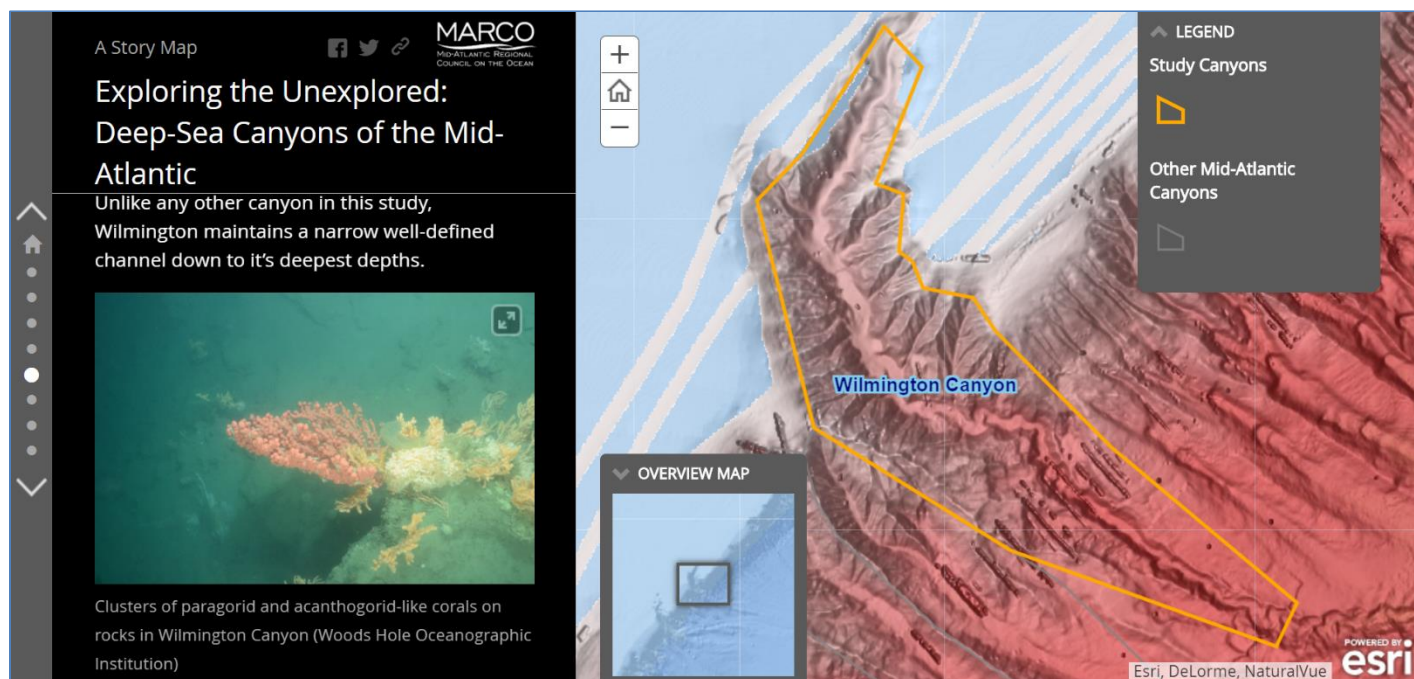 A Story Map
MARCO
MID-ATLANTIC REGIONAL
COUNCIL ON THE OCEAN
Exploring the Unexplored:
Deep-Sea Canyons of the Mid-
Atlantic
Unlike any other canyon in this study,
Wilmington maintains a narrow well-defined
channel down to it's deepest depths.
Clusters of paragorid and acanthogorid-like corals on
rocks in Wilmington Canyon (Woods Hole Oceanographic
Institution)
+
−
Wilmington Canyon
OVERVIEW MAP
LEGEND
Study Canyons
Other Mid-Atlantic
Canyons
POWERED BY
esri
Esri, DeLorme, NaturalVue